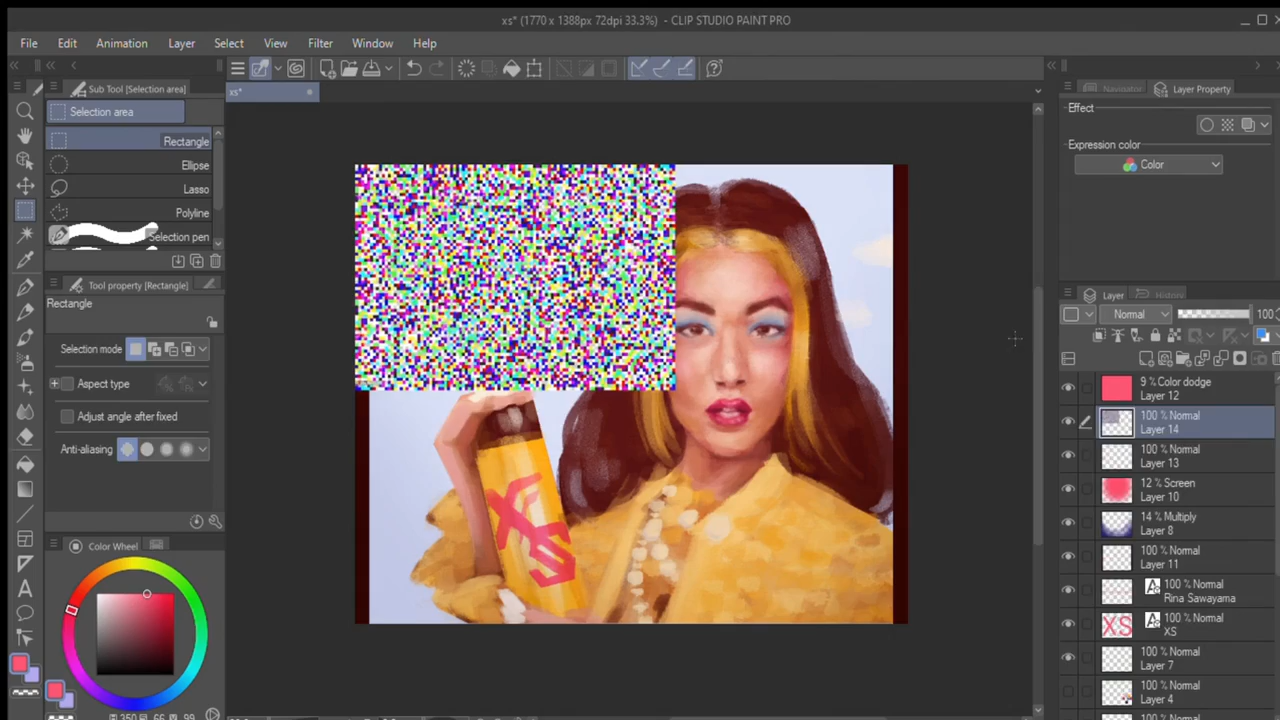 xs* (1770 x 1388px 72dpi 33.3%) - CLIP STUDIO PAINT PRO
File Edit Animation Layer Select View Filter Window Help
Sub Tool [Selection area]
Selection area
Rectangle
Ellipse
Lasso
Polyline
Selection pen
Tool property [Rectangle]
Rectangle
Selection mode
Aspect type
Adjust angle after fixed
Anti-aliasing
Color Wheel
xs*
XS
Navigator Layer Property
Effect
Expression color
Color
Layer History
Normal 100
9 % Color dodge
Layer 12
100 % Normal
Layer 14
100 % Normal
Layer 13
12 % Screen
Layer 10
14 % Multiply
Layer 8
100 % Normal
Layer 11
100 % Normal
Rina Sawayama
XS
100 % Normal
XS
100 % Normal
Layer 7
100 % Normal
Layer 4
100 % Normal